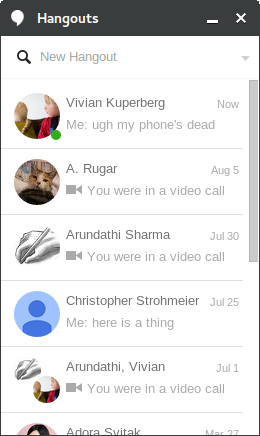 Hangouts
New Hangout
Vivian Kuperberg
Now
Me: ugh my phone's dead
A. Rugar
Aug 5
You were in a video call
Arundathi Sharma
Jul 30
You were in a video call
Christopher Strohmeier
Jul 25
Me: here is a thing
Arundathi, Vivian
Jul 1
You were in a video call
Adora Svitak
Mar 27